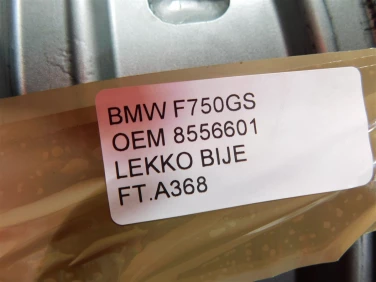 BMW F750GS
OEM 8556601
LEKKO BIJE
FT.A368